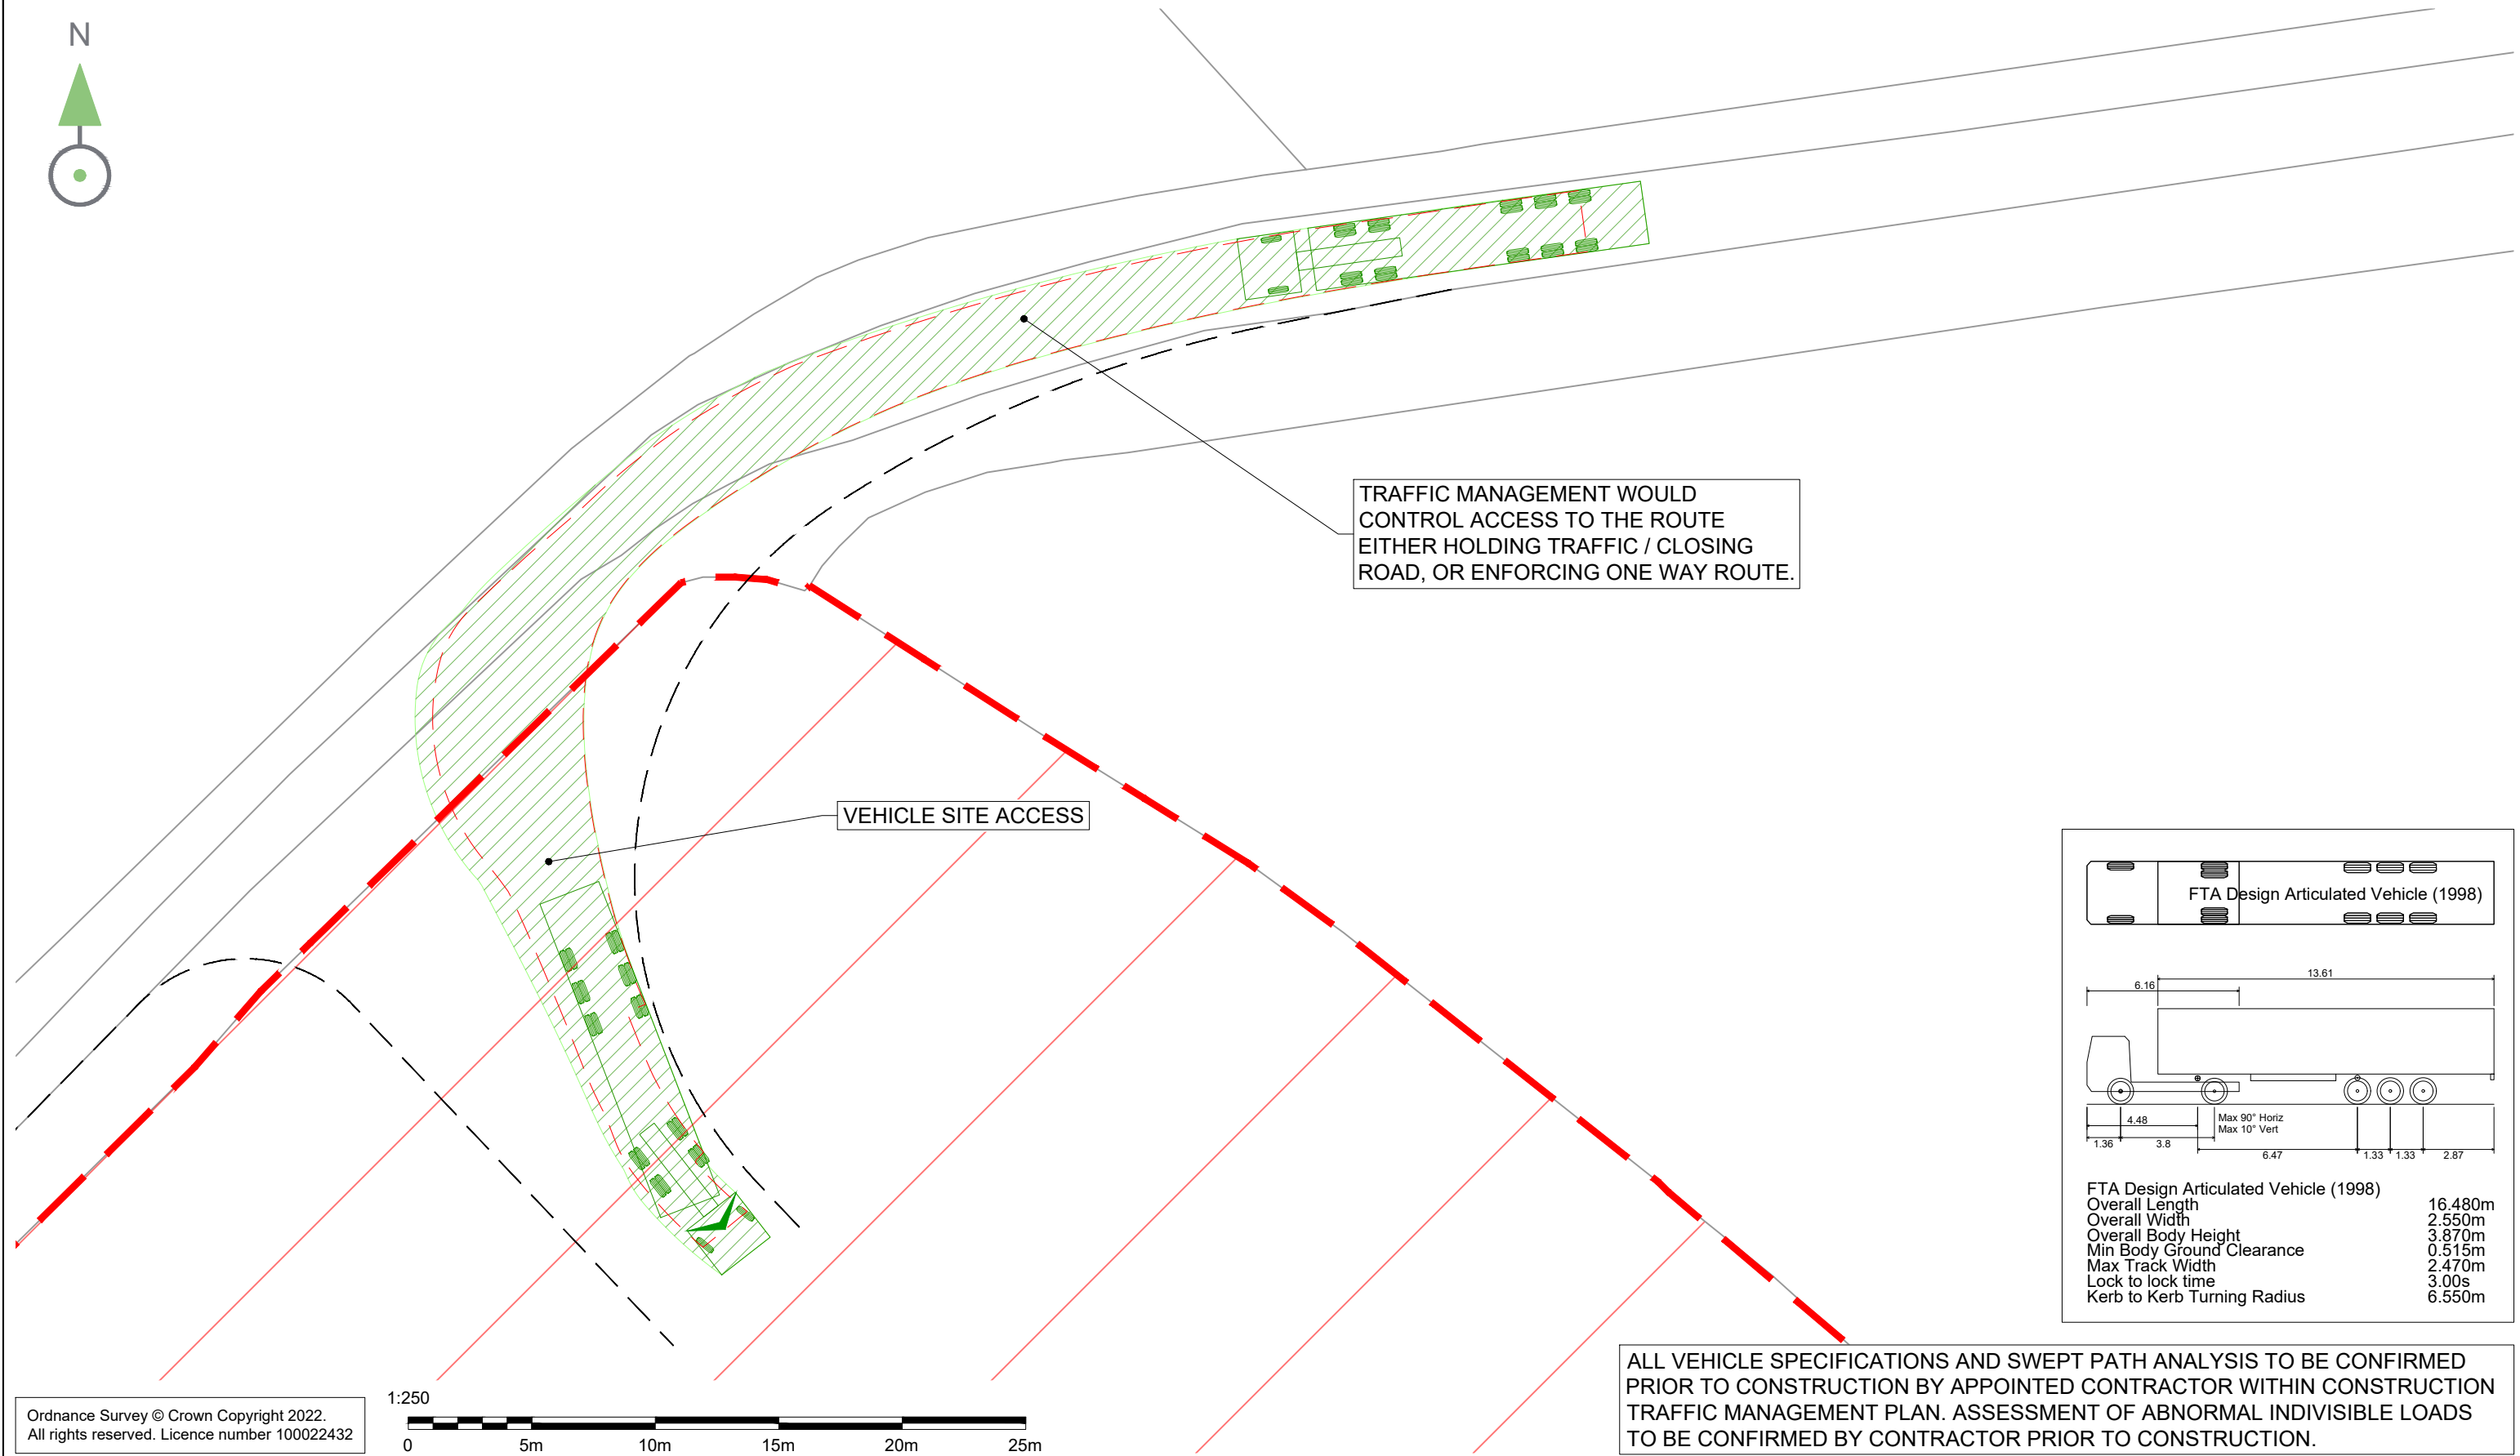 N
TRAFFIC MANAGEMENT WOULD
CONTROL ACCESS TO THE ROUTE
EITHER HOLDING TRAFFIC / CLOSING
ROAD, OR ENFORCING ONE WAY ROUTE.
VEHICLE SITE ACCESS
FTA Design Articulated Vehicle (1998)
13.61
6.16
4.48
Max 90° Horiz
Max 10° Vert
1.36
3.8
6.47
1.33
1.33
2.87
FTA Design Articulated Vehicle (1998)
Overall Length 16.480m
Overall Width 2.550m
Overall Body Height 3.870m
Min Body Ground Clearance 0.515m
Max Track Width 2.470m
Lock to lock time 3.00s
Kerb to Kerb Turning Radius 6.550m
ALL VEHICLE SPECIFICATIONS AND SWEPT PATH ANALYSIS TO BE CONFIRMED
PRIOR TO CONSTRUCTION BY APPOINTED CONTRACTOR WITHIN CONSTRUCTION
TRAFFIC MANAGEMENT PLAN. ASSESSMENT OF ABNORMAL INDIVISIBLE LOADS
TO BE CONFIRMED BY CONTRACTOR PRIOR TO CONSTRUCTION.
Ordnance Survey © Crown Copyright 2022.
All rights reserved. Licence number 100022432
1:250
0 5m 10m 15m 20m 25m